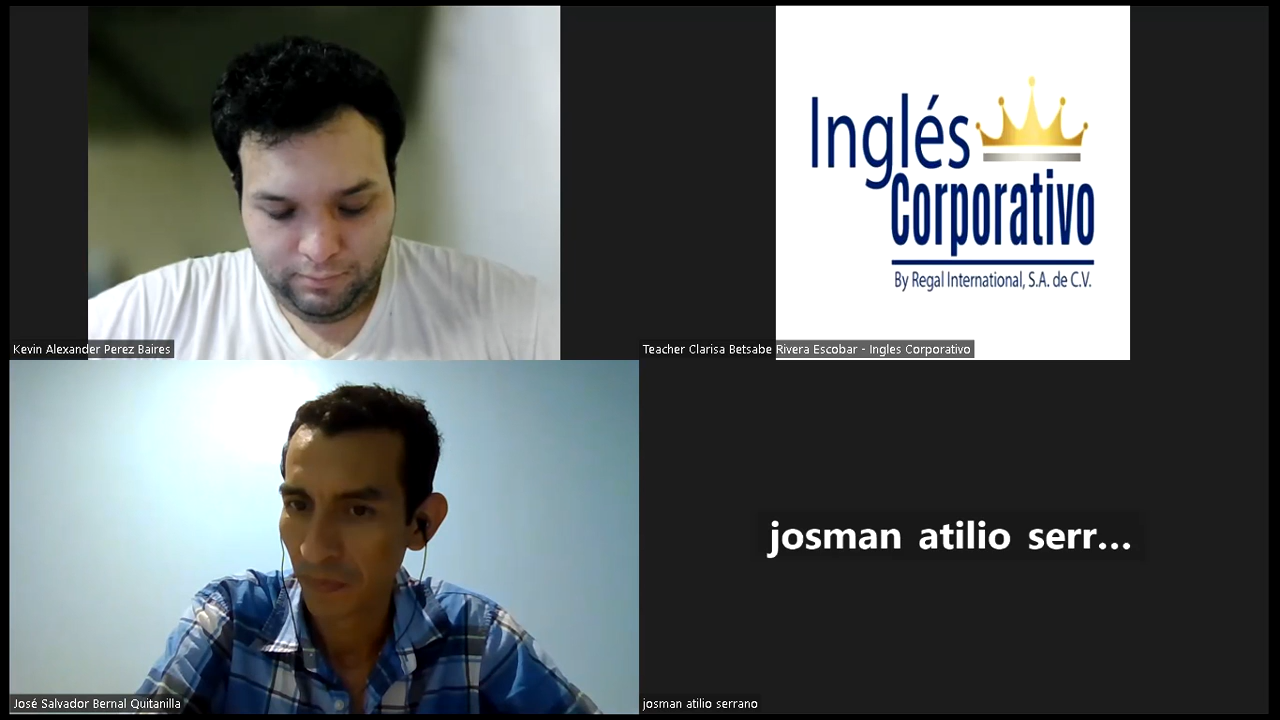 Inglés
Corporativo
By Regal International, S.A. de C.V.
Kevin Alexander Perez Baires
Teacher Clarisa Betsabe Rivera Escobar - Ingles Corporativo
josman atilio serr...
José Salvador Bernal Quitanilla
josman atilio serrano